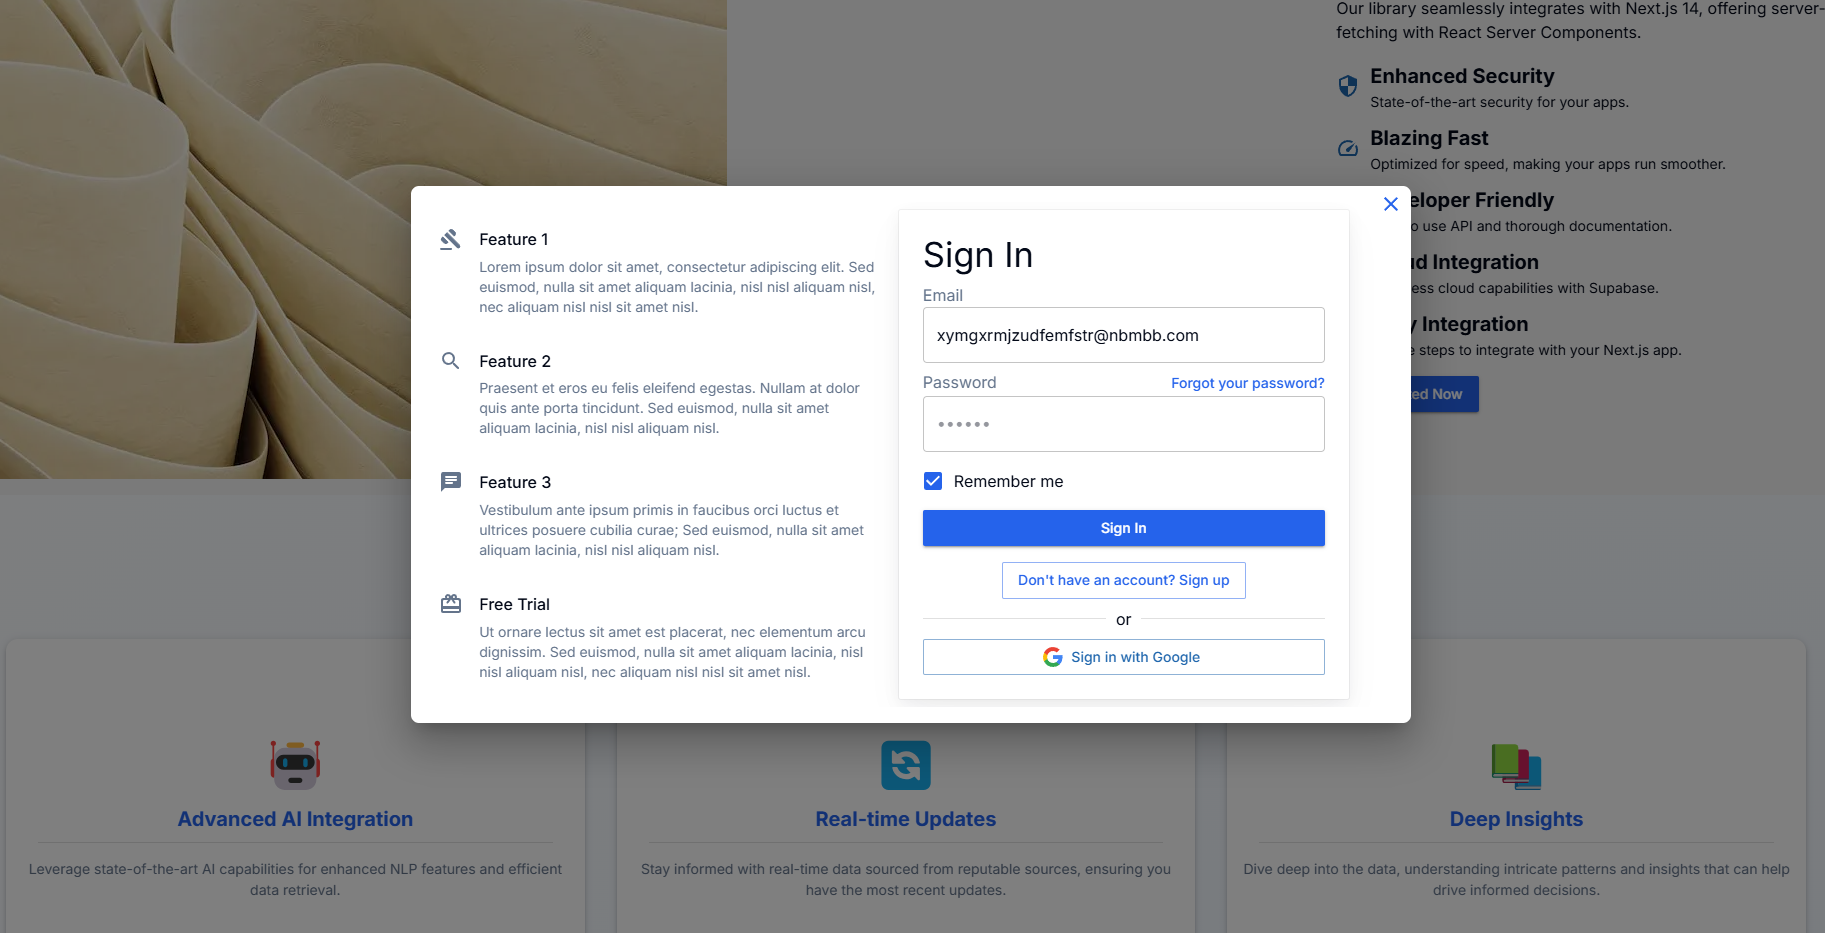 Our library seamlessly integrates with Next.js 14, offering server-
fetching with React Server Components.
Enhanced Security
State-of-the-art security for your apps.
Blazing Fast
Optimized for speed, making your apps run smoother.
eloper Friendly
o use API and thorough documentation.
ud Integration
ess cloud capabilities with Supabase.
y Integration
e steps to integrate with your Next.js app.
ed Now
Feature 1
Lorem ipsum dolor sit amet, consectetur adipiscing elit. Sed
euismod, nulla sit amet aliquam lacinia, nisl nisl aliquam nisl,
nec aliquam nisl nisl sit amet nisl.
Feature 2
Praesent et eros eu felis eleifend egestas. Nullam at dolor
quis ante porta tincidunt. Sed euismod, nulla sit amet
aliquam lacinia, nisl nisl aliquam nisl.
Feature 3
Vestibulum ante ipsum primis in faucibus orci luctus et
ultrices posuere cubilia curae; Sed euismod, nulla sit amet
aliquam lacinia, nisl nisl aliquam nisl.
Free Trial
Ut ornare lectus sit amet est placerat, nec elementum arcu
dignissim. Sed euismod, nulla sit amet aliquam lacinia, nisl
nisl aliquam nisl, nec aliquam nisl nisl sit amet nisl.
Sign In
Email
xymgxrmjzudfemfstr@nbmbb.com
Password
Forgot your password?
••••••
Remember me
Sign In
Don't have an account? Sign up
or
Sign in with Google
Advanced AI Integration
Leverage state-of-the-art AI capabilities for enhanced NLP features and efficient
data retrieval.
Real-time Updates
Stay informed with real-time data sourced from reputable sources, ensuring you
have the most recent updates.
Deep Insights
Dive deep into the data, understanding intricate patterns and insights that can help
drive informed decisions.